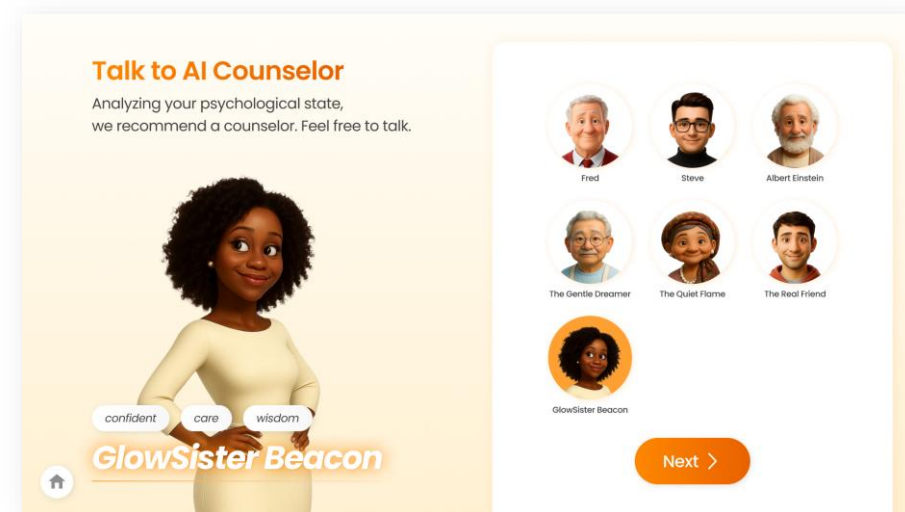 Talk to AI Counselor
Analyzing your psychological state,
we recommend a counselor. Feel free to talk.
confident care wisdom
GlowSister Beacon
Fred Steve Albert Einstein
The Gentle Dreamer The Quiet Flame The Real Friend
GlowSister Beacon
Next